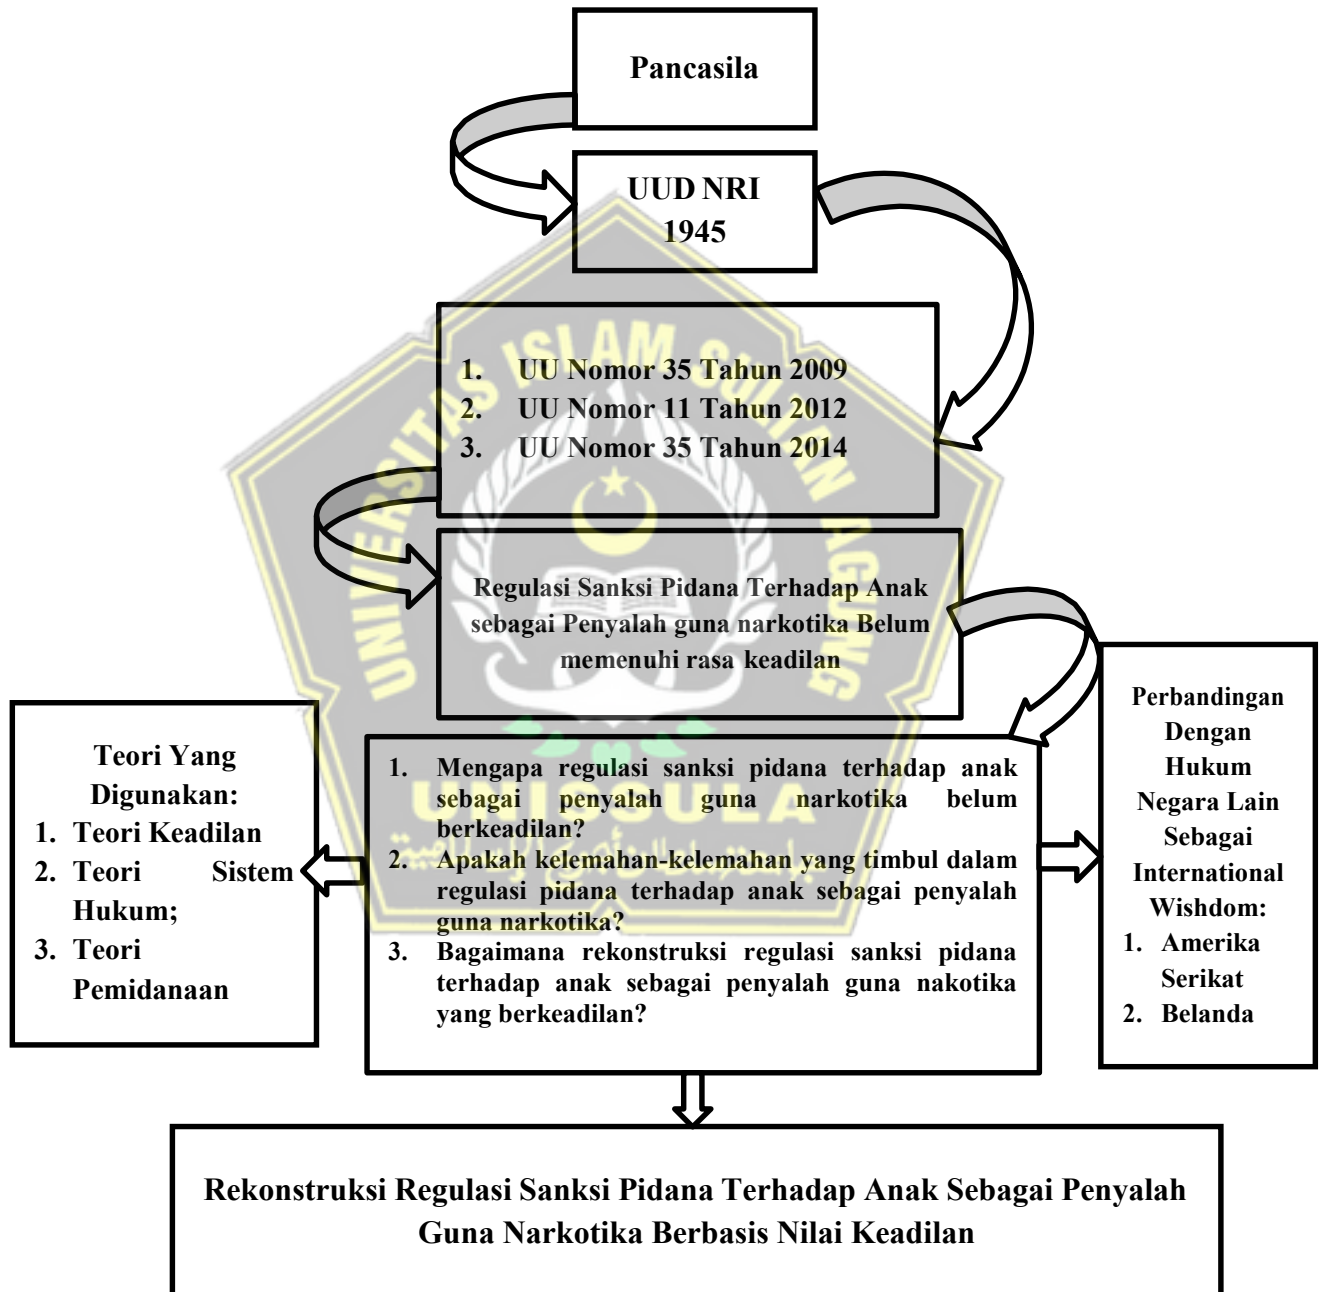 Pancasila
UUD NRI
1945
1. UU Nomor 35 Tahun 2009
2. UU Nomor 11 Tahun 2012
3. UU Nomor 35 Tahun 2014
Regulasi Sanksi Pidana Terhadap Anak
sebagai Penyalah guna narkotika Belum
memenuhi rasa keadilan
Teori Yang
Digunakan:
1. Teori Keadilan
2. Teori Sistem
Hukum;
3. Teori
Pemidanaan
1. Mengapa regulasi sanksi pidana terhadap anak
sebagai penyalah guna narkotika belum
berkeadilan?
2. Apakah kelemahan-kelemahan yang timbul dalam
regulasi pidana terhadap anak sebagai penyalah
guna narkotika?
3. Bagaimana rekonstruksi regulasi sanksi pidana
terhadap anak sebagai penyalah guna nakotika
yang berkeadilan?
Perbandingan
Dengan
Hukum
Negara Lain
Sebagai
International
Wishdom:
1. Amerika
Serikat
2. Belanda
Rekonstruksi Regulasi Sanksi Pidana Terhadap Anak Sebagai Penyalah
Guna Narkotika Berbasis Nilai Keadilan
UNIVERSITAS ISLAM SULTAN AGUNG
UNISSULA